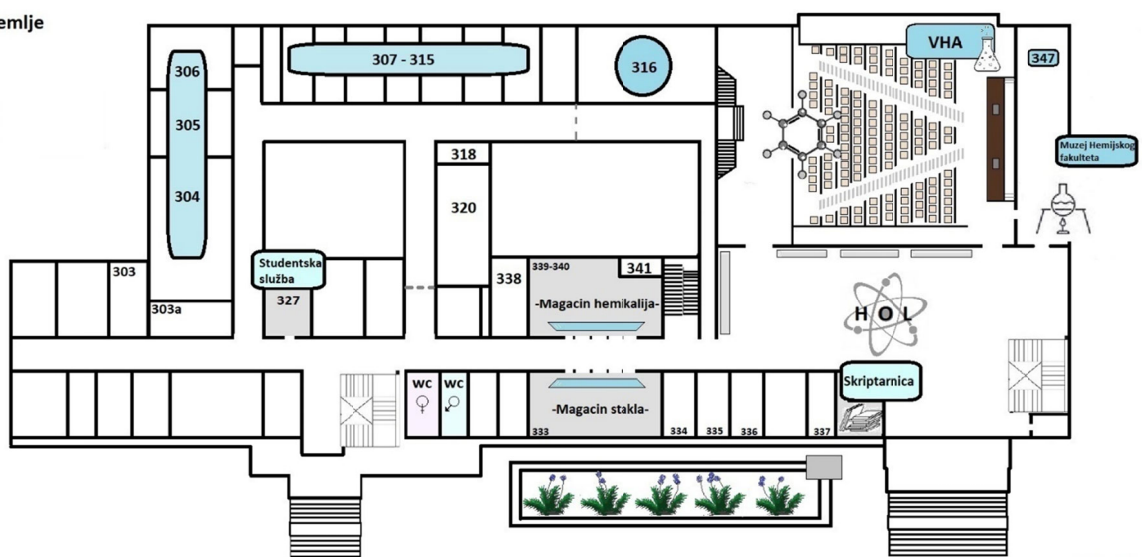 emlje
306
307 - 315
316
VHA
347
305
Muzej Hemijskog
fakulteta
318
304
320
Studentska
služba
303
339-340
341
338
327
-Magacin hemikalija-
303a
H O L
WC
WC
Skriptarnica
-Magacin stakla-
333
334
335
336
337